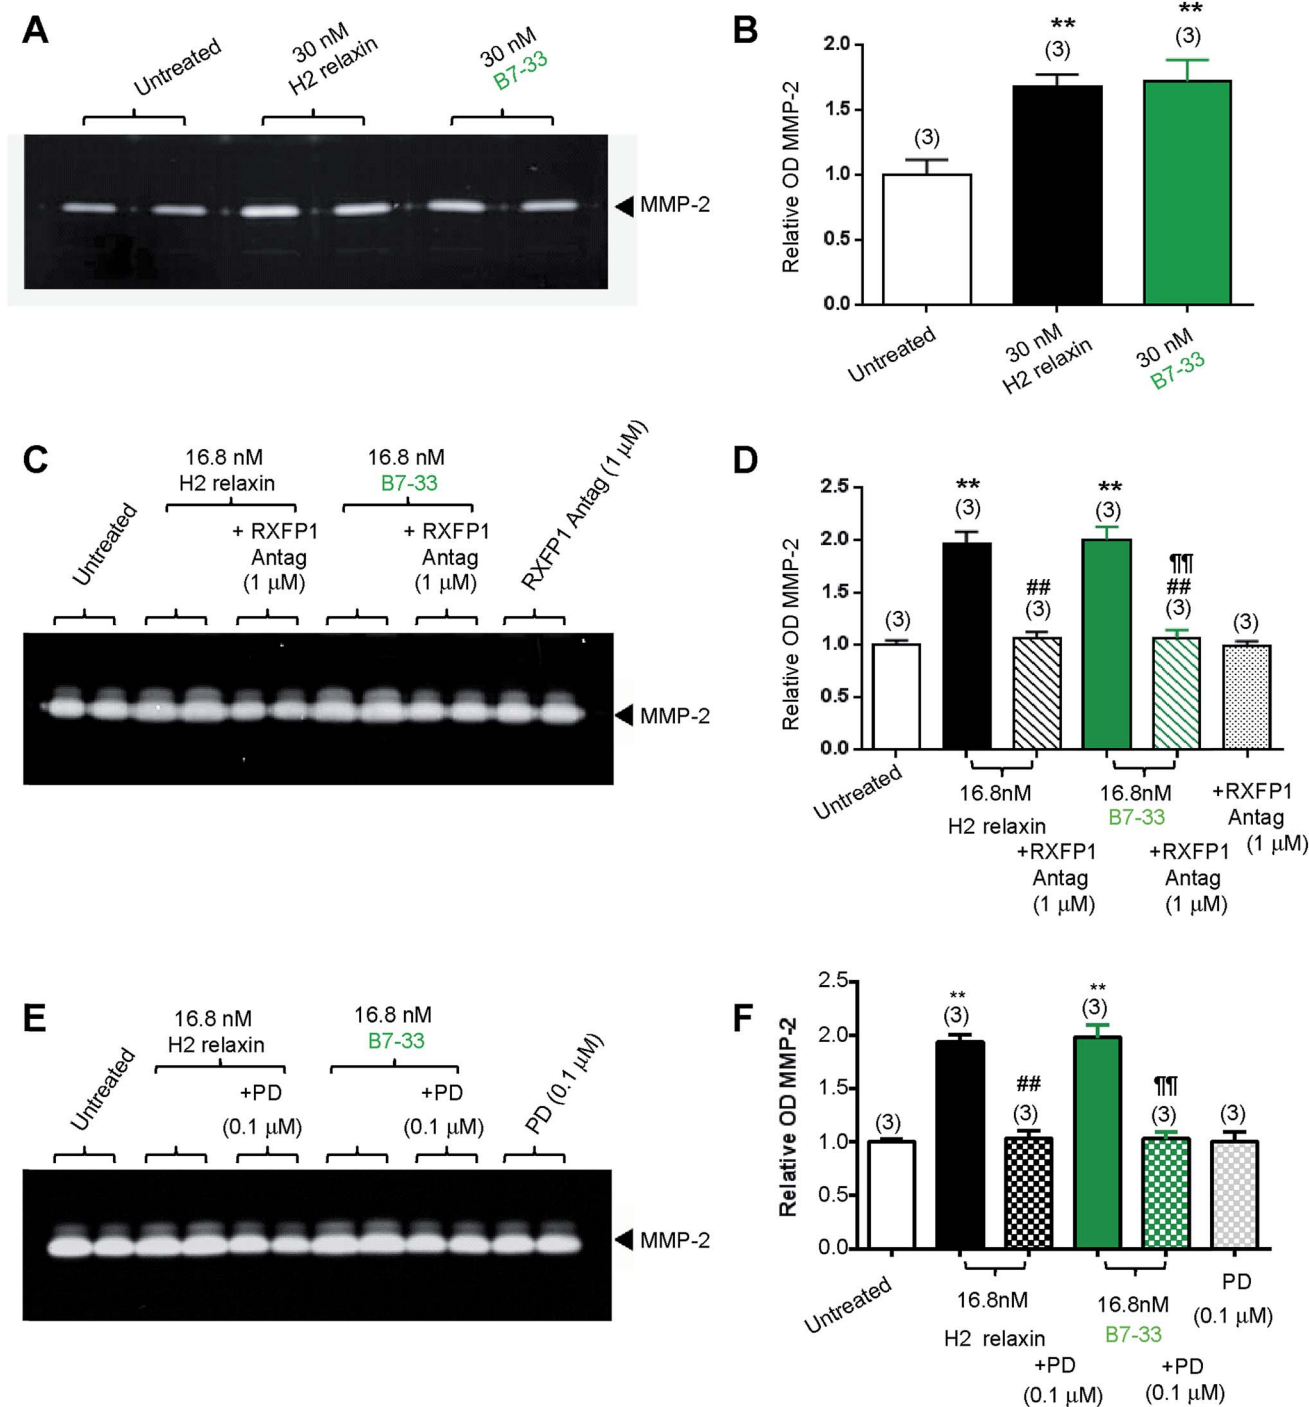 A
Untreated
30 nM
H2 relaxin
30 nM
B7-33
MMP-2
B
Relative OD MMP-2
2.0
1.5
1.0
0.5
0.0
(3)
**
(3)
**
(3)
Untreated
30 nM
H2 relaxin
30 nM
B7-33
C
Untreated
16.8 nM
H2 relaxin
+ RXFP1
Antag
(1 μM)
16.8 nM
B7-33
+ RXFP1
Antag
(1 μM)
RXFP1 Antag (1 μM)
MMP-2
D
Relative OD MMP-2
2.5
2.0
1.5
1.0
0.5
0.0
(3)
**
(3)
##
(3)
**
(3)
¶¶
##
(3)
(3)
Untreated
16.8nM
H2 relaxin
+RXFP1
Antag
(1 μM)
16.8nM
B7-33
+RXFP1
Antag
(1 μM)
+RXFP1
Antag
(1 μM)
E
Untreated
16.8 nM
H2 relaxin
+PD
(0.1 μM)
16.8 nM
B7-33
+PD
(0.1 μM)
PD (0.1 μM)
MMP-2
F
Relative OD MMP-2
2.5
2.0
1.5
1.0
0.5
0.0
(3)
**
(3)
##
(3)
**
(3)
¶¶
(3)
(3)
Untreated
16.8nM
H2 relaxin
+PD
(0.1 μM)
16.8nM
B7-33
+PD
(0.1 μM)
PD
(0.1 μM)